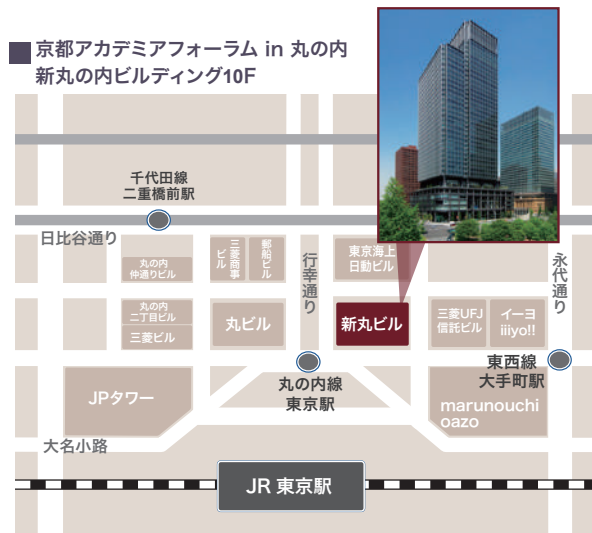 京都アカデミアフォーラム in 丸の内
新丸の内ビルディング10F
千代田線
二重橋前駅
日比谷通り
丸の内
仲通りビル
三菱商事
ビル
郵船ビル
行幸通り
東京海上
日動ビル
永代通り
丸の内
二丁目ビル
三菱ビル
丸ビル
新丸ビル
三菱UFJ
信託ビル
イーヨ
iiiyo!!
丸の内線
東京駅
東西線
大手町駅
JPタワー
marunouchi
oazo
大名小路
JR 東京駅